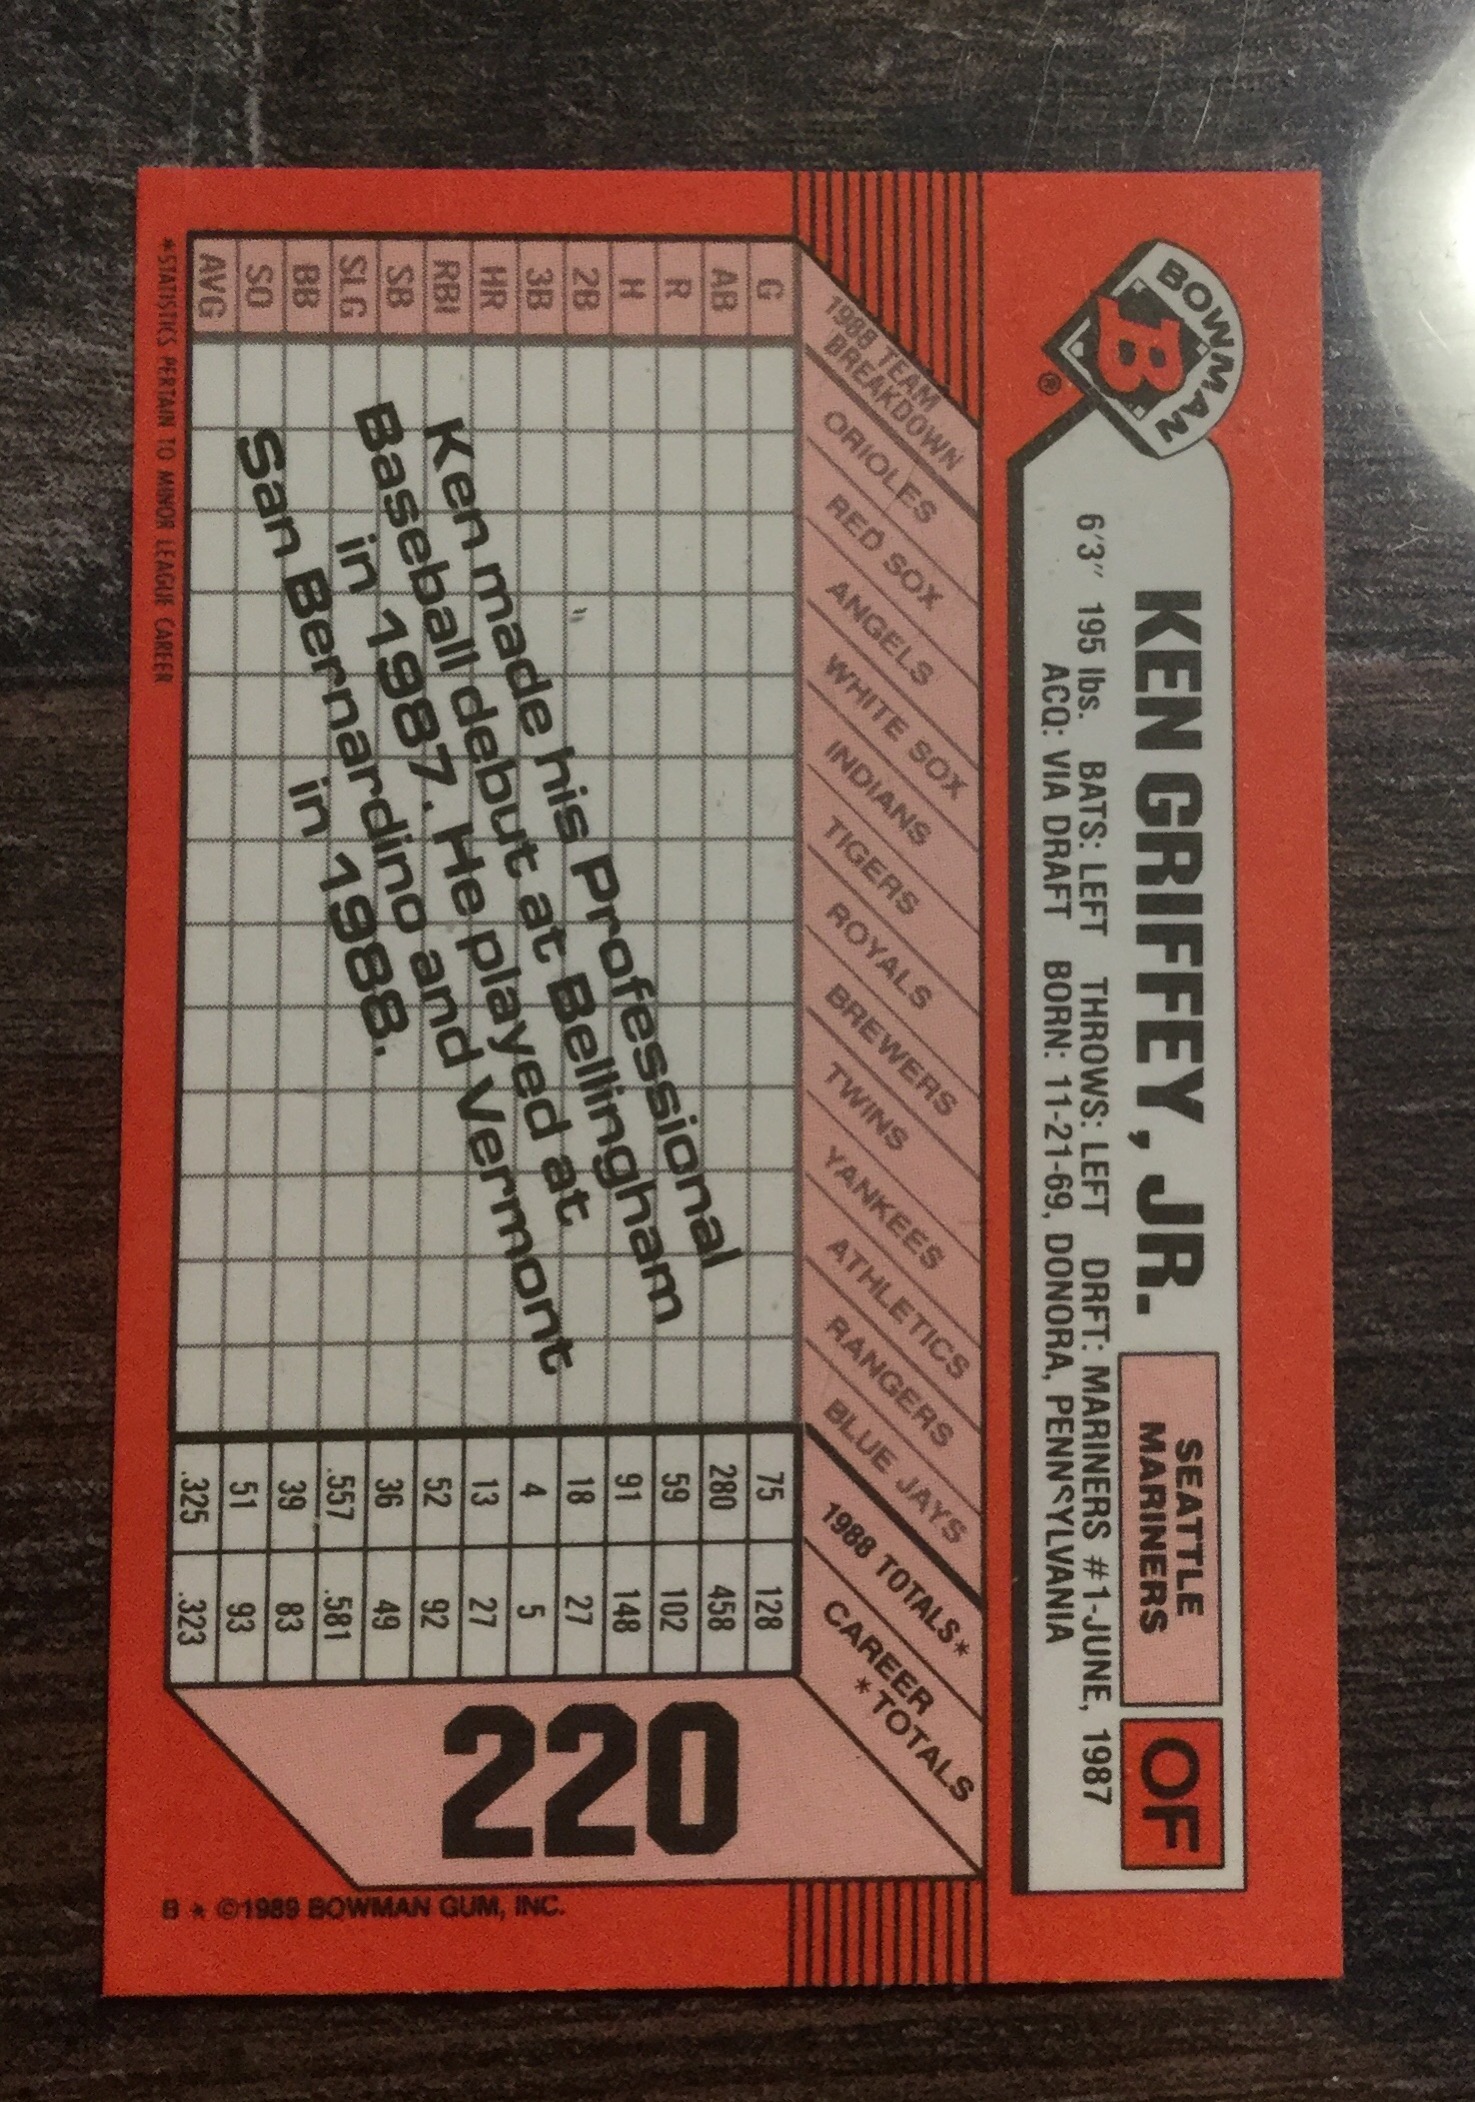 BOWMAN
B
®
KEN GRIFFEY, JR.
SEATTLE
MARINERS
OF
6'3" 195 lbs. BATS: LEFT THROWS: LEFT DRFT: MARINERS #1-JUNE, 1987
ACQ: VIA DRAFT BORN: 11-21-69, DONORA, PENNSYLVANIA
1988 TEAM
BREAKDOWN
ORIOLES
RED SOX
ANGELS
WHITE SOX
INDIANS
TIGERS
ROYALS
BREWERS
TWINS
YANKEES
ATHLETICS
RANGERS
BLUE JAYS
1988 TOTALS*
CAREER
*TOTALS
G 75 128
AB 280 458
R 59 102
H 91 148
2B 18 27
3B 4 5
HR 13 27
RBI 52 92
SB 36 49
SLG .557 .581
BB 39 83
SO 51 93
AVG .325 .323
Ken made his Professional
Baseball debut at Bellingham
in 1987. He played at
San Bernardino and Vermont
in 1988.
220
*STATISTICS PERTAIN TO MINOR LEAGUE CAREER
B * ©1989 BOWMAN GUM, INC.